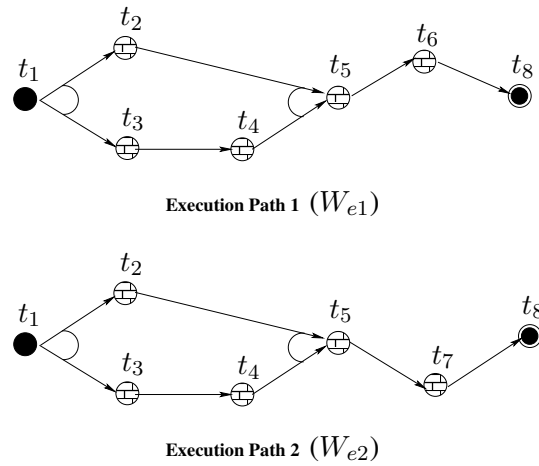 t₂
t₆
t₁
t₅
t₈
t₃
t₄
Execution Path 1 (Wₑ₁)
t₂
t₈
t₁
t₅
t₃
t₄
t₇
Execution Path 2 (Wₑ₂)